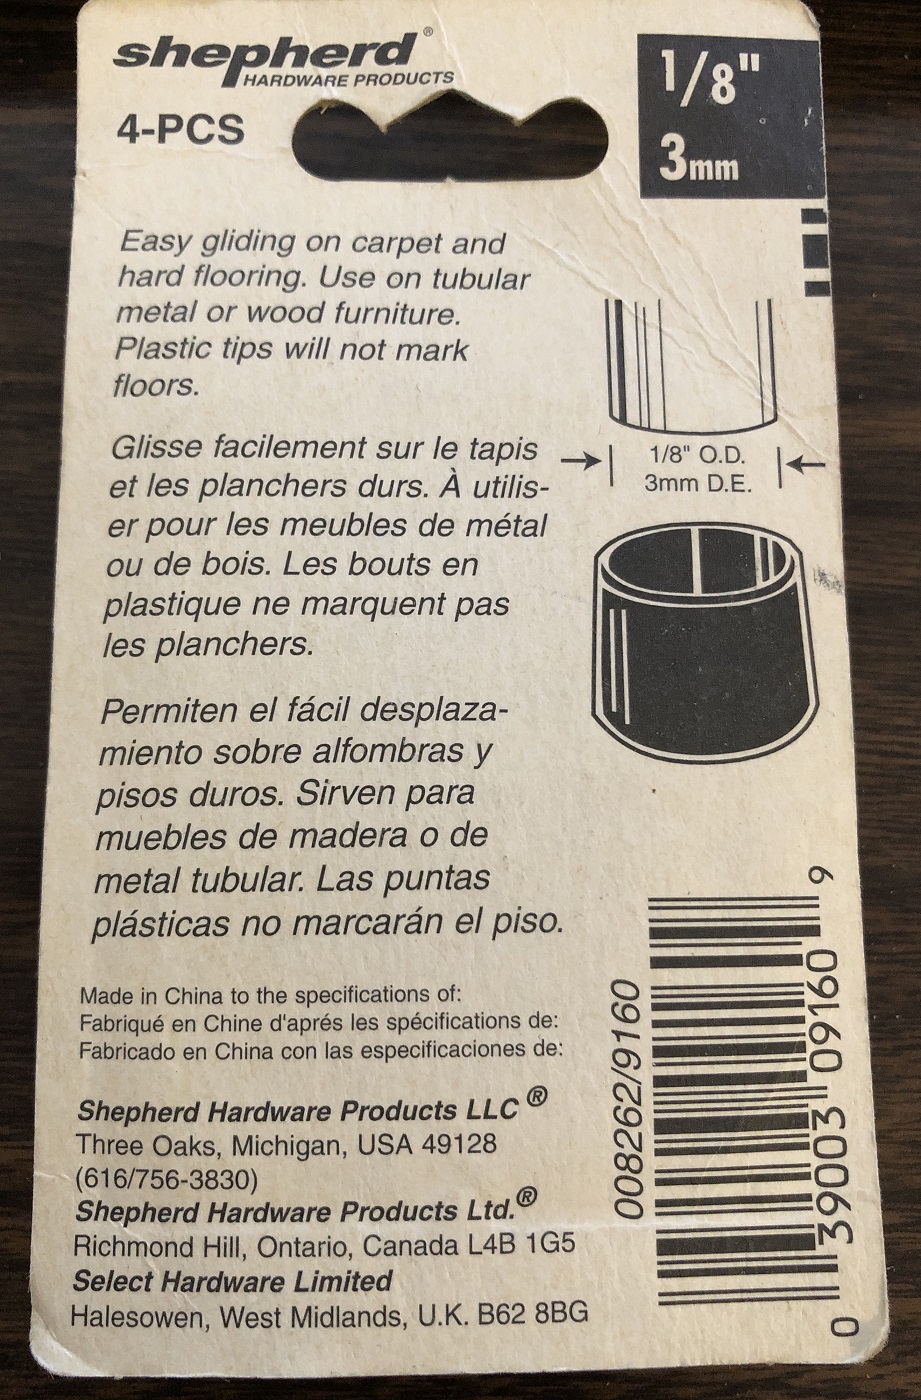 shepherd®
HARDWARE PRODUCTS
4-PCS
1/8"
3mm
Easy gliding on carpet and
hard flooring. Use on tubular
metal or wood furniture.
Plastic tips will not mark
floors.
Glisse facilement sur le tapis
et les planchers durs. À utilis-
er pour les meubles de métal
ou de bois. Les bouts en
plastique ne marquent pas
les planchers.
Permiten el fácil desplaza-
miento sobre alfombras y
pisos duros. Sirven para
muebles de madera o de
metal tubular. Las puntas
plásticas no marcarán el piso.
1/8" O.D.
3mm D.E.
Made in China to the specifications of:
Fabriqué en Chine d'aprés les spécifications de:
Fabricado en China con las especificaciones de:
Shepherd Hardware Products LLC®
Three Oaks, Michigan, USA 49128
(616/756-3830)
Shepherd Hardware Products Ltd.®
Richmond Hill, Ontario, Canada L4B 1G5
Select Hardware Limited
Halesowen, West Midlands, U.K. B62 8BG
008262/9160
0 39003 09160 9